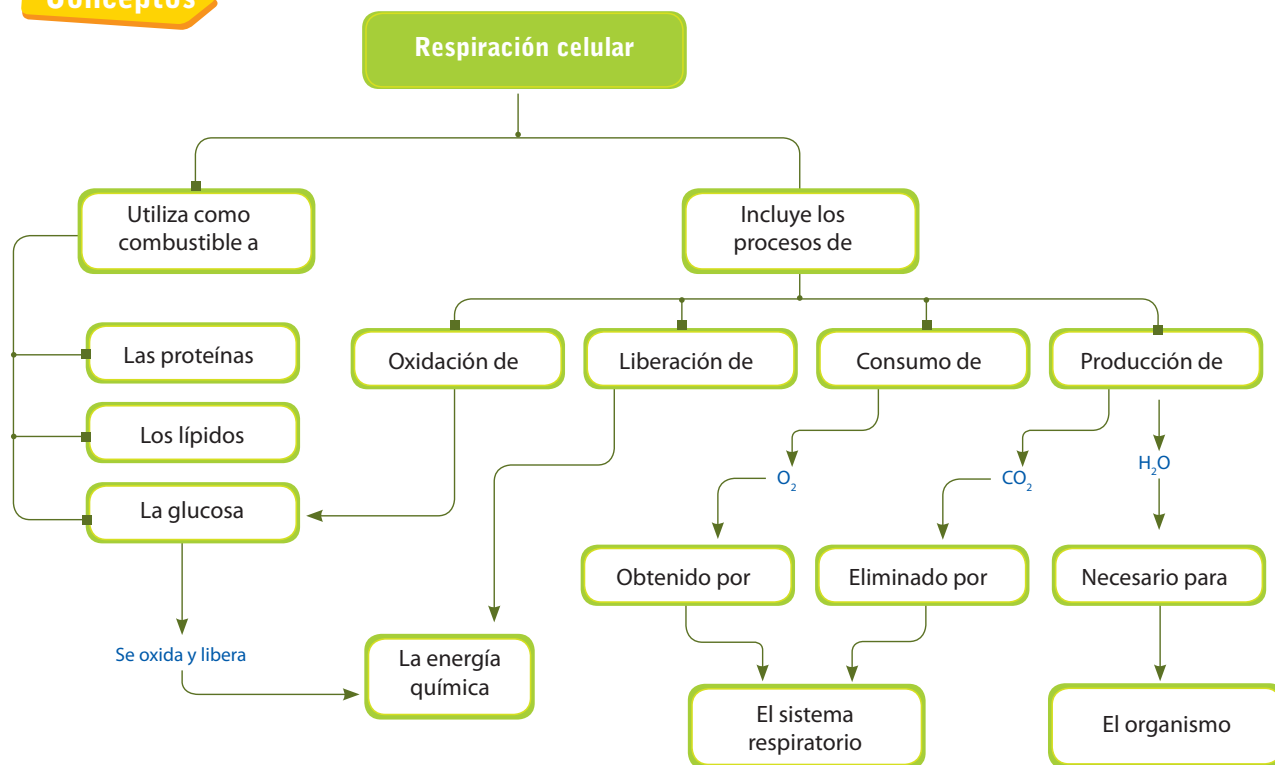 Conceptos
Respiración celular
Utiliza como
combustible a
Incluye los
procesos de
Las proteínas
Oxidación de
Liberación de
Consumo de
Producción de
Los lípidos
La glucosa
O₂
CO₂
H₂O
Obtenido por
Eliminado por
Necesario para
Se oxida y libera
La energía
química
El sistema
respiratorio
El organismo